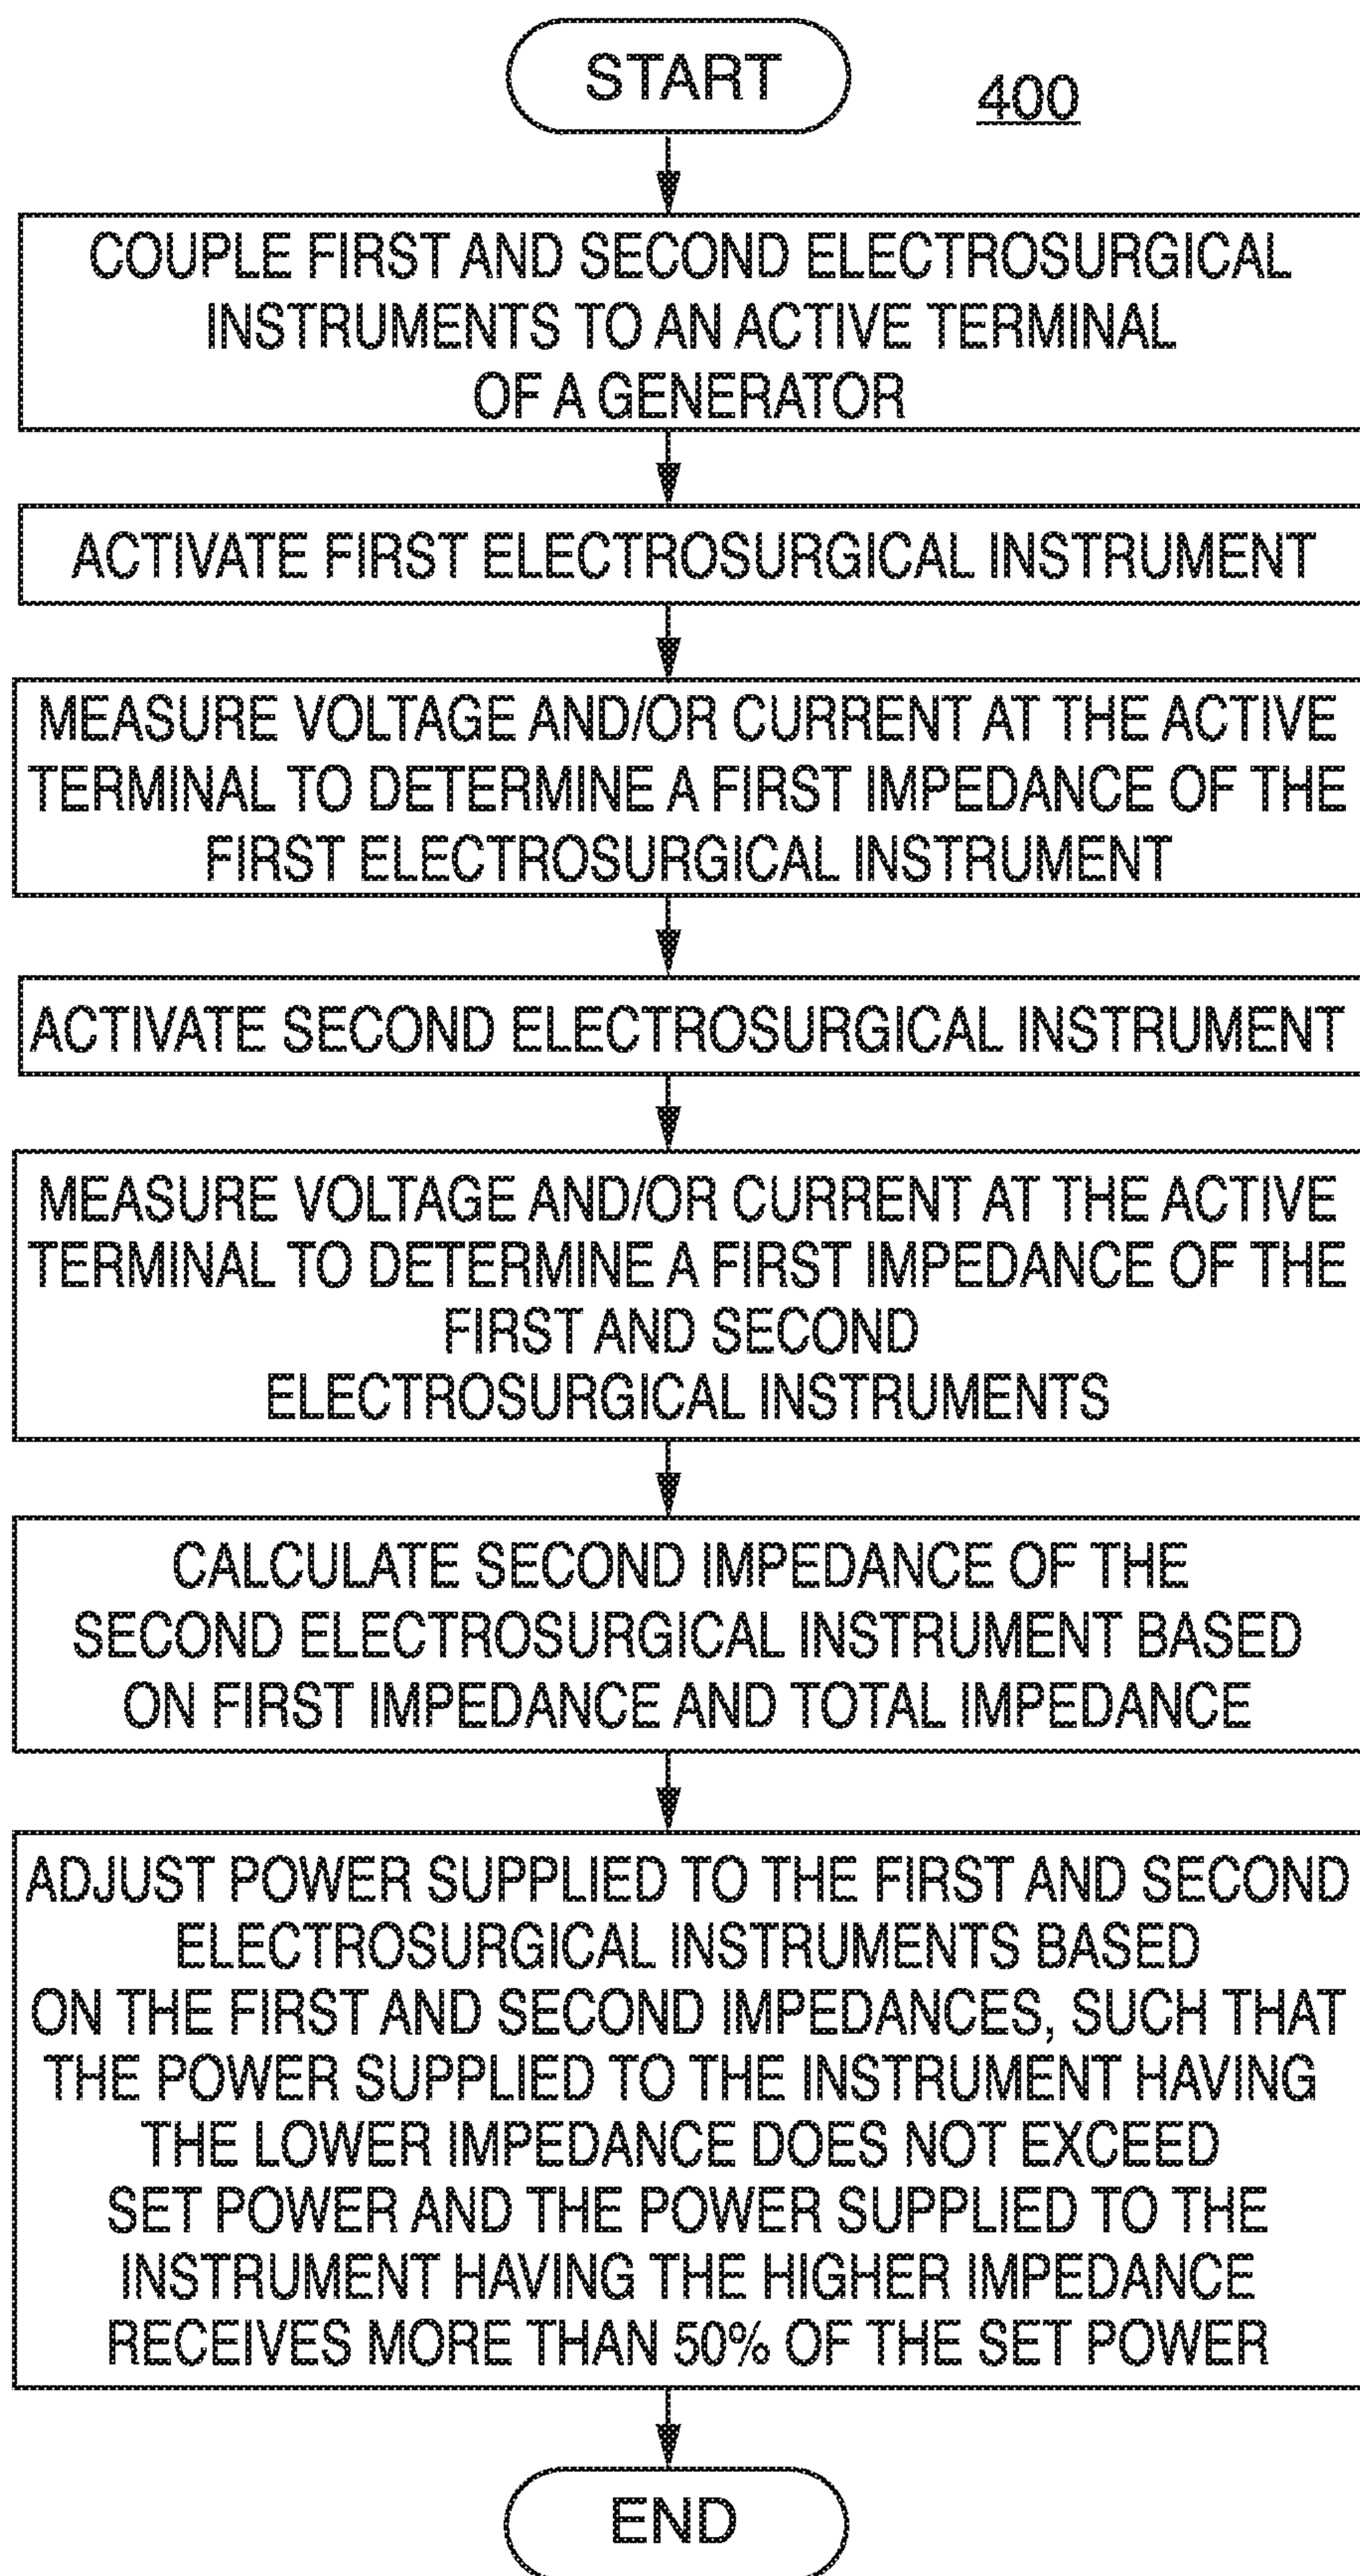 START
400
COUPLE FIRST AND SECOND ELECTROSURGICAL
INSTRUMENTS TO AN ACTIVE TERMINAL
OF A GENERATOR
ACTIVATE FIRST ELECTROSURGICAL INSTRUMENT
MEASURE VOLTAGE AND/OR CURRENT AT THE ACTIVE
TERMINAL TO DETERMINE A FIRST IMPEDANCE OF THE
FIRST ELECTROSURGICAL INSTRUMENT
ACTIVATE SECOND ELECTROSURGICAL INSTRUMENT
MEASURE VOLTAGE AND/OR CURRENT AT THE ACTIVE
TERMINAL TO DETERMINE A FIRST IMPEDANCE OF THE
FIRST AND SECOND
ELECTROSURGICAL INSTRUMENTS
CALCULATE SECOND IMPEDANCE OF THE
SECOND ELECTROSURGICAL INSTRUMENT BASED
ON FIRST IMPEDANCE AND TOTAL IMPEDANCE
ADJUST POWER SUPPLIED TO THE FIRST AND SECOND
ELECTROSURGICAL INSTRUMENTS BASED
ON THE FIRST AND SECOND IMPEDANCES, SUCH THAT
THE POWER SUPPLIED TO THE INSTRUMENT HAVING
THE LOWER IMPEDANCE DOES NOT EXCEED
SET POWER AND THE POWER SUPPLIED TO THE
INSTRUMENT HAVING THE HIGHER IMPEDANCE
RECEIVES MORE THAN 50% OF THE SET POWER
END